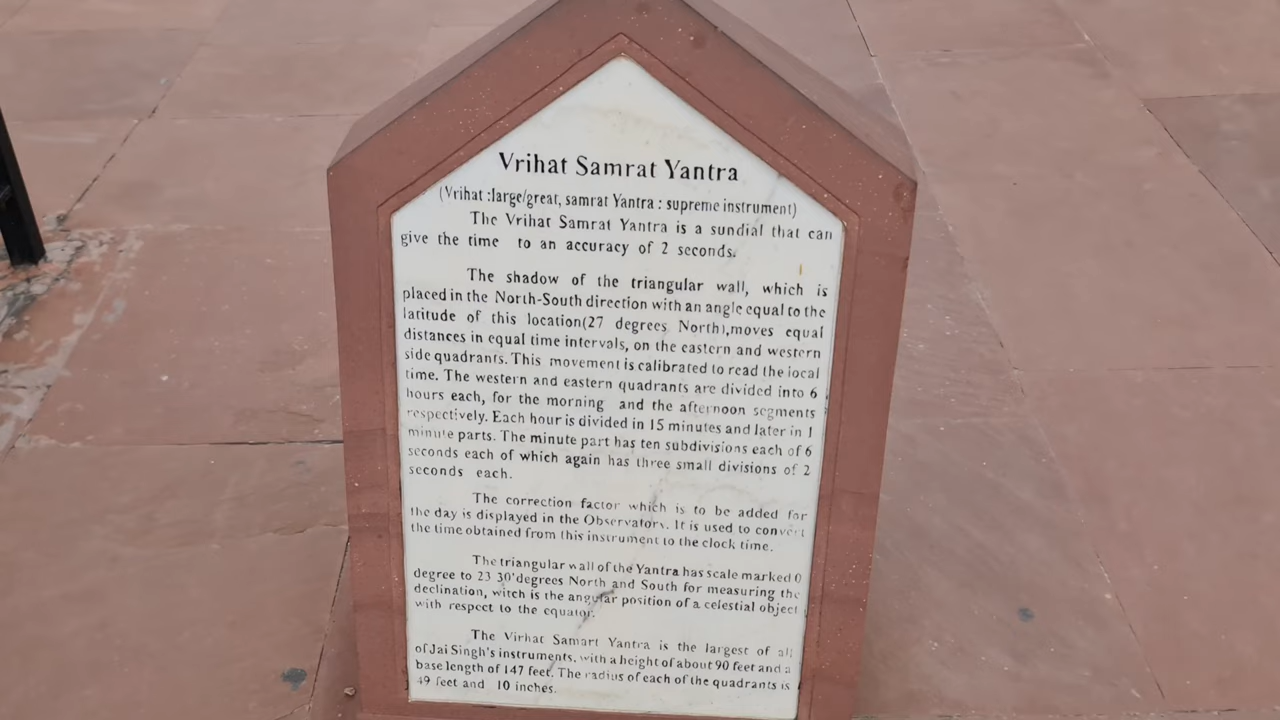 Vrihat Samrat Yantra
(Vrihat :large/great, samrat Yantra : supreme instrument)
The Vrihat Samrat Yantra is a sundial that can
give the time to an accuracy of 2 seconds.
The shadow of the triangular wall, which is
placed in the North-South direction with an angle equal to the
latitude of this location(27 degrees North),moves equal
distances in equal time intervals, on the eastern and western
side quadrants. This movement is calibrated to read the local
time. The western and eastern quadrants are divided into 6
hours each, for the morning and the afternoon segments
respectively. Each hour is divided in 15 minutes and later in 1
minute parts. The minute part has ten subdivisions each of 6
seconds each of which again has three small divisions of 2
seconds each.
The correction factor which is to be added for
the day is displayed in the Observatory. It is used to convert
the time obtained from this instrument to the clock time.
The triangular wall of the Yantra has scale marked 0
degree to 23 30'degrees North and South for measuring the
declination, witch is the angular position of a celestial object
with respect to the equator.
The Virhat Samart Yantra is the largest of all
of Jai Singh's instruments, with a height of about 90 feet and a
base length of 147 feet. The radius of each of the quadrants is
49 feet and 10 inches.